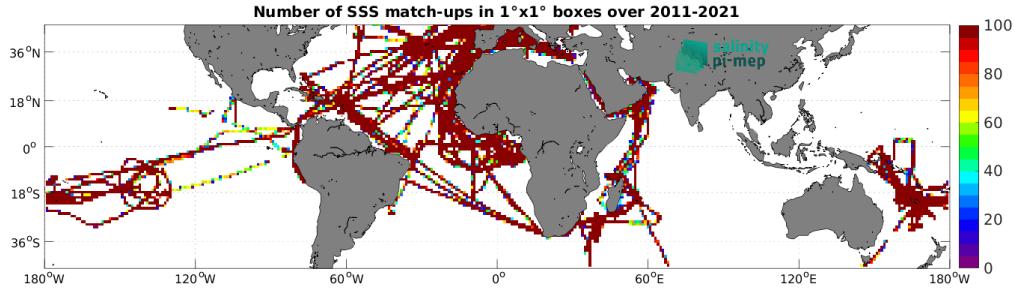 Number of SSS match-ups in 1°x1° boxes over 2011-2021
salinity
pi-mep
36°N
18°N
0°
18°S
36°S
180°W
120°W
60°W
0°
60°E
120°E
180°W
100
80
60
40
20
0